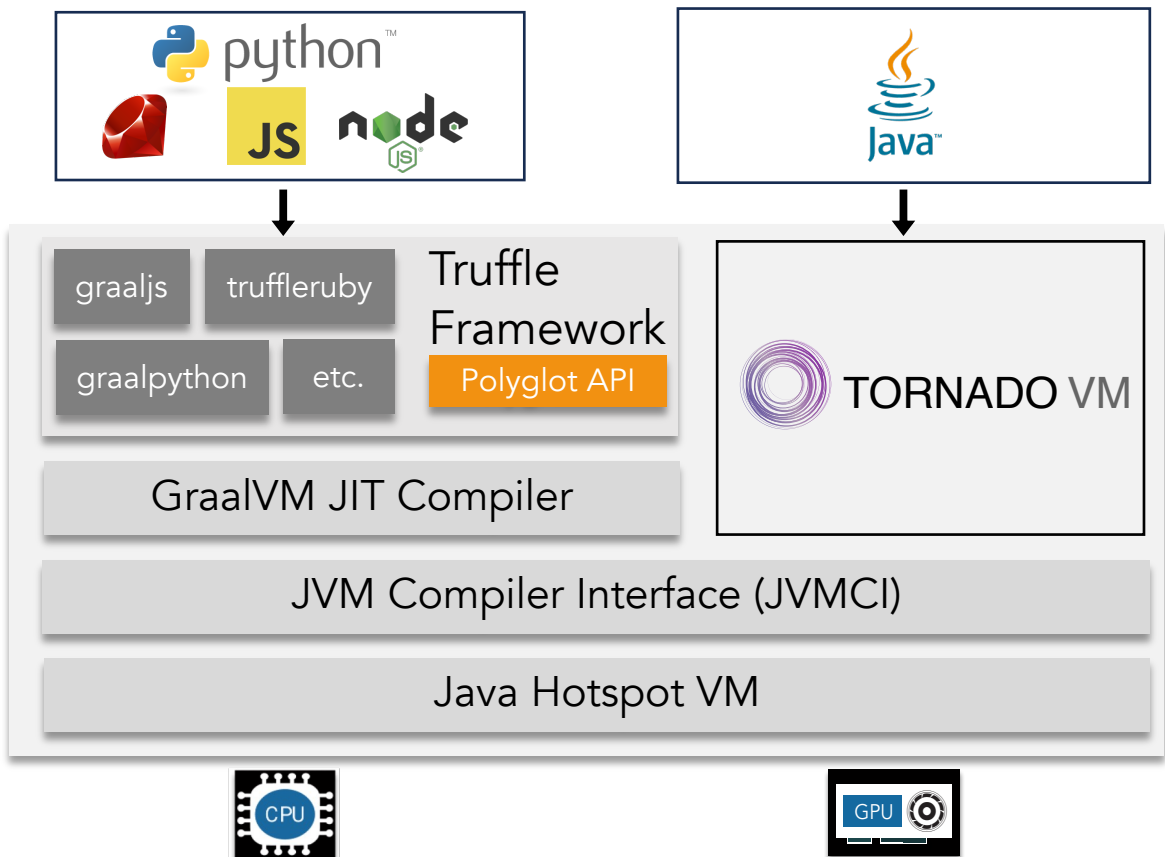 python™
JS
node
JS®
Java™
graaljs
truffleruby
graalpython
etc.
Truffle
Framework
Polyglot API
TORNADO VM
GraalVM JIT Compiler
JVM Compiler Interface (JVMCI)
Java Hotspot VM
CPU
GPU